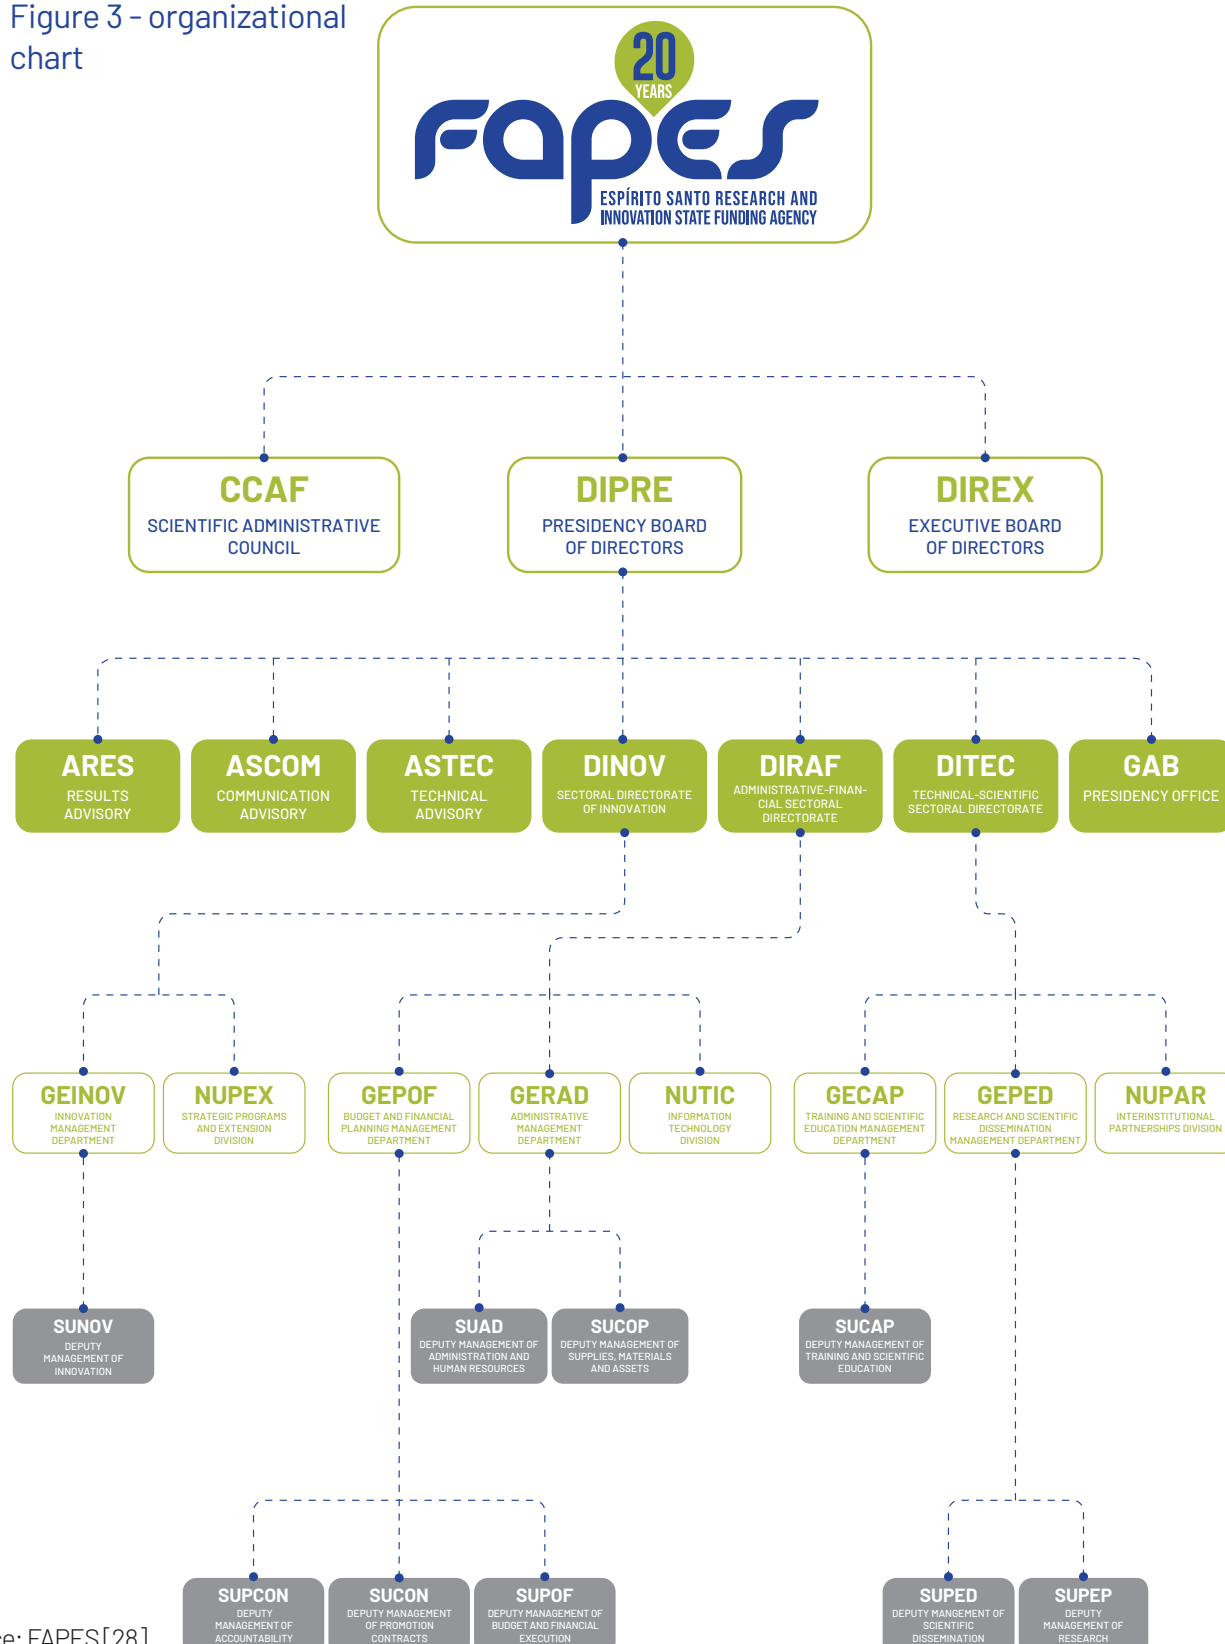 Figure 3 - organizational
chart
20
YEARS
Fapes
ESPÍRITO SANTO RESEARCH AND
INNOVATION STATE FUNDING AGENCY
CCAF
SCIENTIFIC ADMINISTRATIVE
COUNCIL
DIPRE
PRESIDENCY BOARD
OF DIRECTORS
DIREX
EXECUTIVE BOARD
OF DIRECTORS
ARES
RESULTS
ADVISORY
ASCOM
COMMUNICATION
ADVISORY
ASTEC
TECHNICAL
ADVISORY
DINOV
SECTORAL DIRECTORATE
OF INNOVATION
DIRAF
ADMINISTRATIVE-FINAN-
CIAL SECTORAL
DIRECTORATE
DITEC
TECHNICAL-SCIENTIFIC
SECTORAL DIRECTORATE
GAB
PRESIDENCY OFFICE
GEINOV
INNOVATION
MANAGEMENT
DEPARTMENT
NUPEX
STRATEGIC PROGRAMS
AND EXTENSION
DIVISION
GEPOF
BUDGET AND FINANCIAL
PLANNING MANAGEMENT
DEPARTMENT
GERAD
ADMINISTRATIVE
MANAGEMENT
DEPARTMENT
NUTIC
INFORMATION
TECHNOLOGY
DIVISION
GECAP
TRAINING AND SCIENTIFIC
EDUCATION MANAGEMENT
DEPARTMENT
GEPED
RESEARCH AND SCIENTIFIC
DISSEMINATION
MANAGEMENT DEPARTMENT
NUPAR
INTERINSTITUTIONAL
PARTNERSHIPS DIVISION
SUNOV
DEPUTY
MANAGEMENT OF
INNOVATION
SUAD
DEPUTY MANAGEMENT OF
ADMINISTRATION AND
HUMAN RESOURCES
SUCOP
DEPUTY MANAGEMENT OF
SUPPLIES, MATERIALS
AND ASSETS
SUCAP
DEPUTY MANAGEMENT OF
TRAINING AND SCIENTIFIC
EDUCATION
SUPCON
DEPUTY
MANAGEMENT OF
ACCOUNTABILITY
SUCON
DEPUTY MANAGEMENT
OF PROMOTION
CONTRACTS
SUPOF
DEPUTY MANAGEMENT OF
BUDGET AND FINANCIAL
EXECUTION
SUPED
DEPUTY MANGEMENT OF
SCIENTIFIC
DISSEMINATION
SUPEP
DEPUTY
MANAGEMENT OF
RESEARCH
ce: FAPES[28]